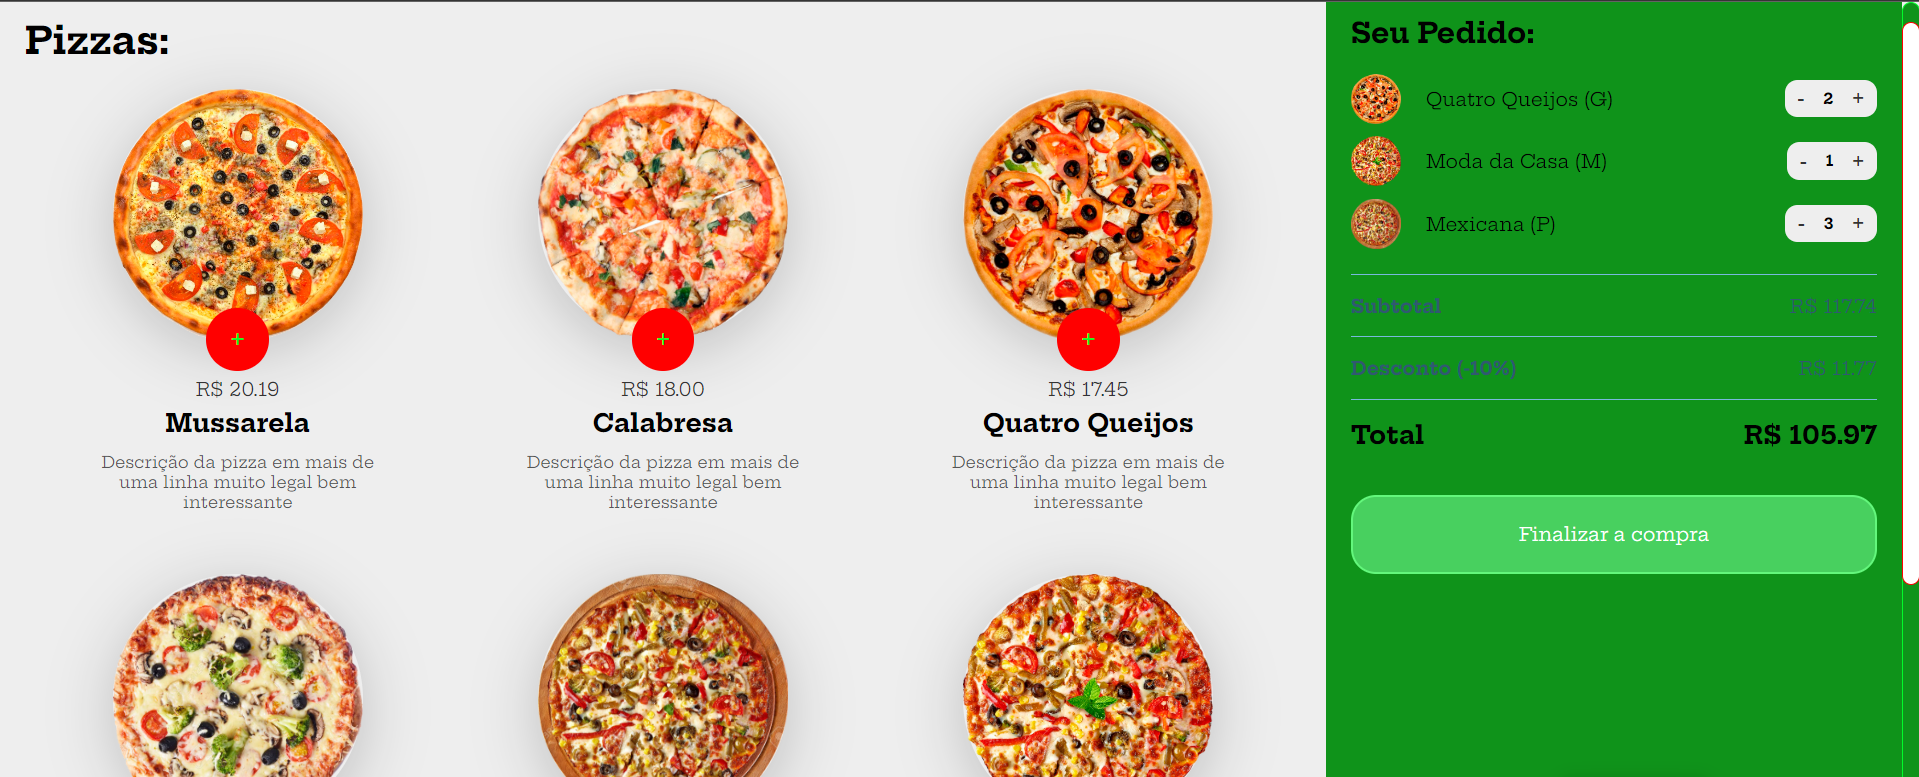 Pizzas:
+
R$ 20.19
Mussarela
Descrição da pizza em mais de
uma linha muito legal bem
interessante
+
R$ 18.00
Calabresa
Descrição da pizza em mais de
uma linha muito legal bem
interessante
+
R$ 17.45
Quatro Queijos
Descrição da pizza em mais de
uma linha muito legal bem
interessante
Seu Pedido:
Quatro Queijos (G) - 2 +
Moda da Casa (M) - 1 +
Mexicana (P) - 3 +
Subtotal R$ 117.74
Desconto (-10%) R$ 11.77
Total R$ 105.97
Finalizar a compra